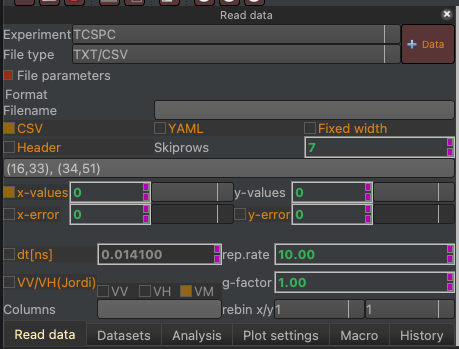 Read data
Experiment TCSPC
File type TXT/CSV
+ Data
File parameters
Format
Filename
CSV YAML Fixed width
Header Skiprows 7
(16,33), (34,51)
x-values 0 y-values 0
x-error 0 y-error 0
dt[ns] 0.014100 rep.rate 10.00
VV/VH(Jordi) VV VH VM g-factor 1.00
Columns rebin x/y 1 1
Read data Datasets Analysis Plot settings Macro History